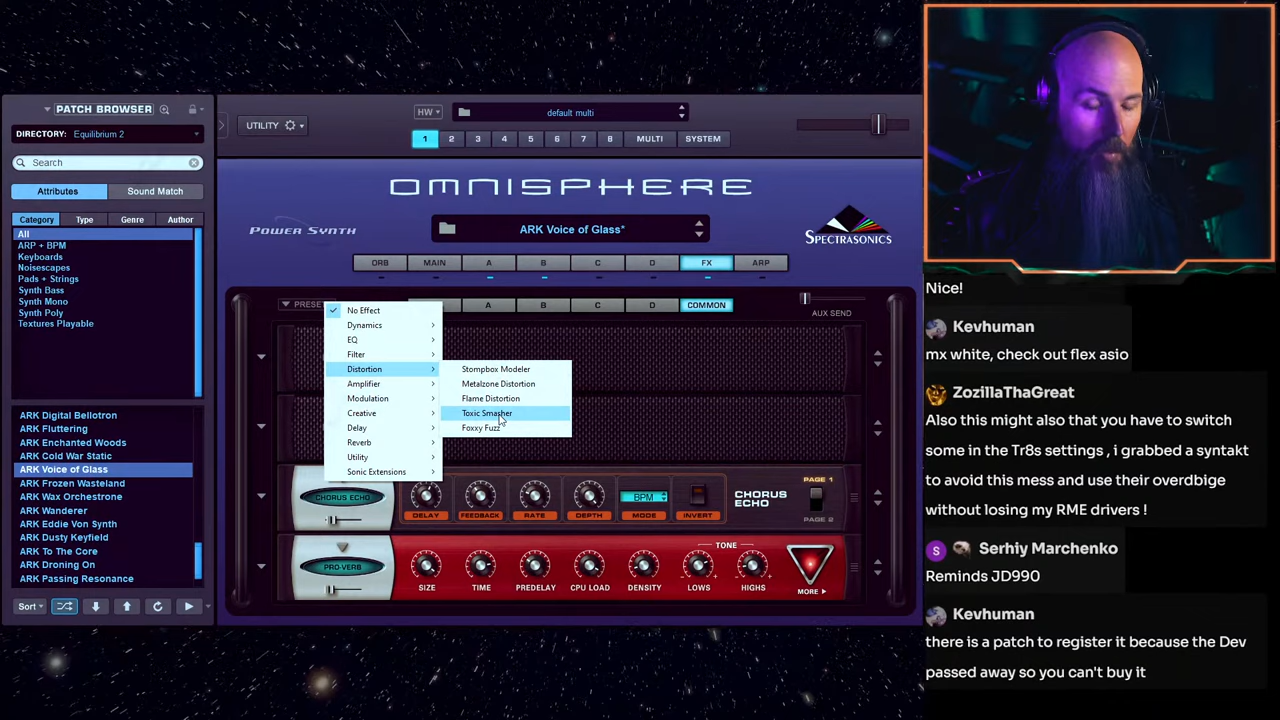 PATCH BROWSER
DIRECTORY: Equilibrium 2
Search
Attributes
Sound Match
Category
Type
Genre
Author
All
ARP + BPM
Keyboards
Noisescapes
Pads + Strings
Synth Bass
Synth Mono
Synth Poly
Textures Playable
ARK Digital Bellotron
ARK Fluttering
ARK Enchanted Woods
ARK Cold War Static
ARK Voice of Glass
ARK Frozen Wasteland
ARK Wax Orchestrone
ARK Wanderer
ARK Eddie Von Synth
ARK Dusty Keyfield
ARK To The Core
ARK Droning On
ARK Passing Resonance
Sort
UTILITY
HW
default multi
1 2 3 4 5 6 7 8 MULTI SYSTEM
OMNISPHERE
POWER SYNTH
ARK Voice of Glass*
SPECTRASONICS
ORB MAIN A B C D FX ARP
PRESE
A B C D COMMON
AUX SEND
No Effect
Dynamics
EQ
Filter
Distortion
Amplifier
Modulation
Creative
Delay
Reverb
Utility
Sonic Extensions
Stompbox Modeler
Metalzone Distortion
Flame Distortion
Toxic Smasher
Foxxy Fuzz
CHORUS ECHO
DELAY FEEDBACK RATE DEPTH
BPM
MODE
INVERT
CHORUS
ECHO
PAGE 1
PAGE 2
PRO-VERB
SIZE TIME PREDELAY CPU LOAD DENSITY
TONE
LOWS HIGHS
MORE
Nice!
Kevhuman
mx white, check out flex asio
ZozillaThaGreat
Also this might also that you have to switch
some in the Tr8s settings , i grabbed a syntakt
to avoid this mess and use their overdbige
without losing my RME drivers !
S
Serhiy Marchenko
Reminds JD990
Kevhuman
there is a patch to register it because the Dev
passed away so you can't buy it